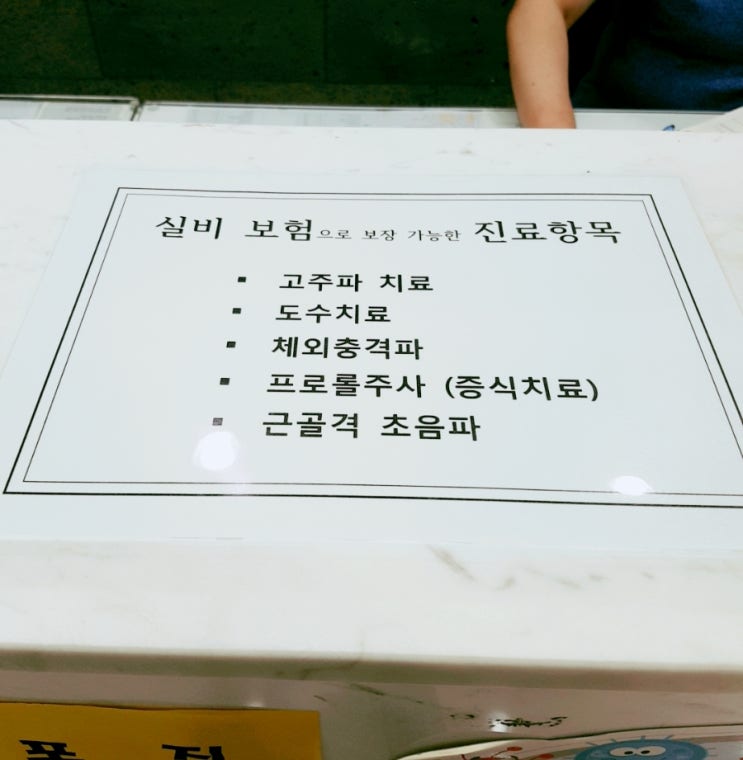 실비 보험으로 보장 가능한 진료항목
▪ 고주파 치료
▪ 도수치료
▪ 체외충격파
▪ 프로롤주사 (증식치료)
▪ 근골격 초음파